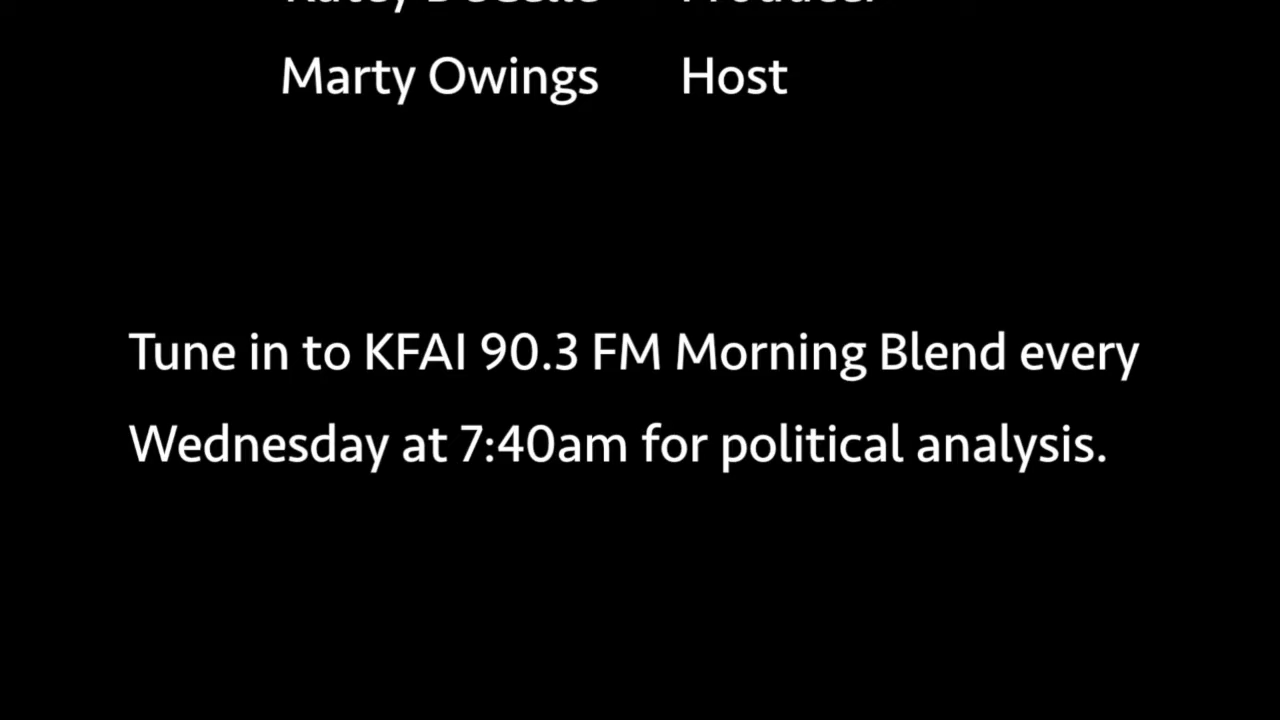 Producer
Marty Owings Host
Tune in to KFAI 90.3 FM Morning Blend every
Wednesday at 7:40am for political analysis.